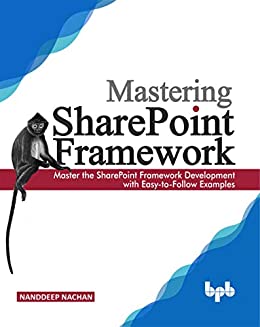 Mastering
SharePoint
Framework
Master the SharePoint Framework Development
with Easy-to-Follow Examples
NANDDEEP NACHAN
bpb